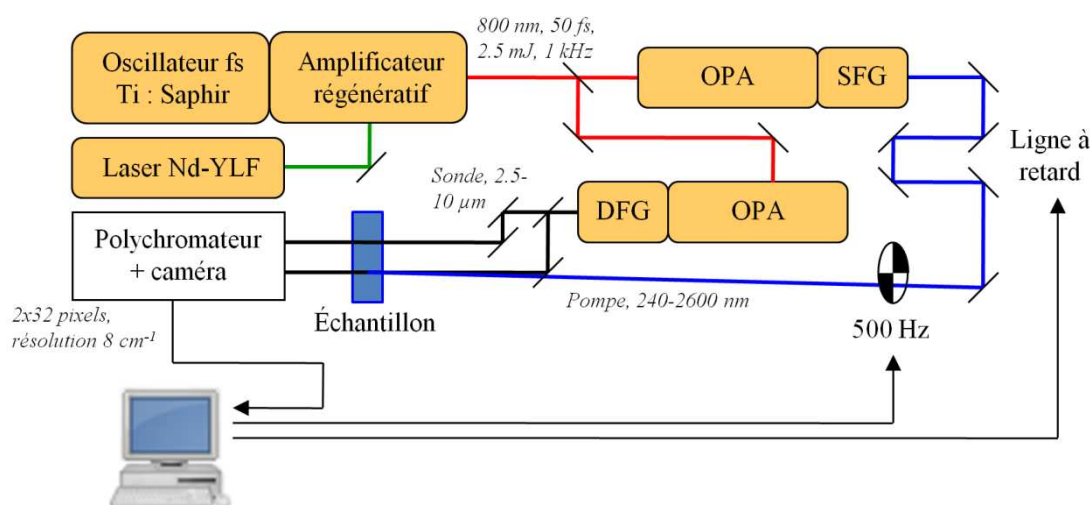 800 nm, 50 fs,
2.5 mJ, 1 kHz
Oscillateur fs
Ti : Saphir
Amplificateur
régénératif
OPA
SFG
Laser Nd-YLF
Ligne à
retard
Sonde, 2.5-
10 µm
DFG
OPA
Polychromateur
+ caméra
Pompe, 240-2600 nm
Échantillon
500 Hz
2x32 pixels,
résolution 8 cm⁻¹